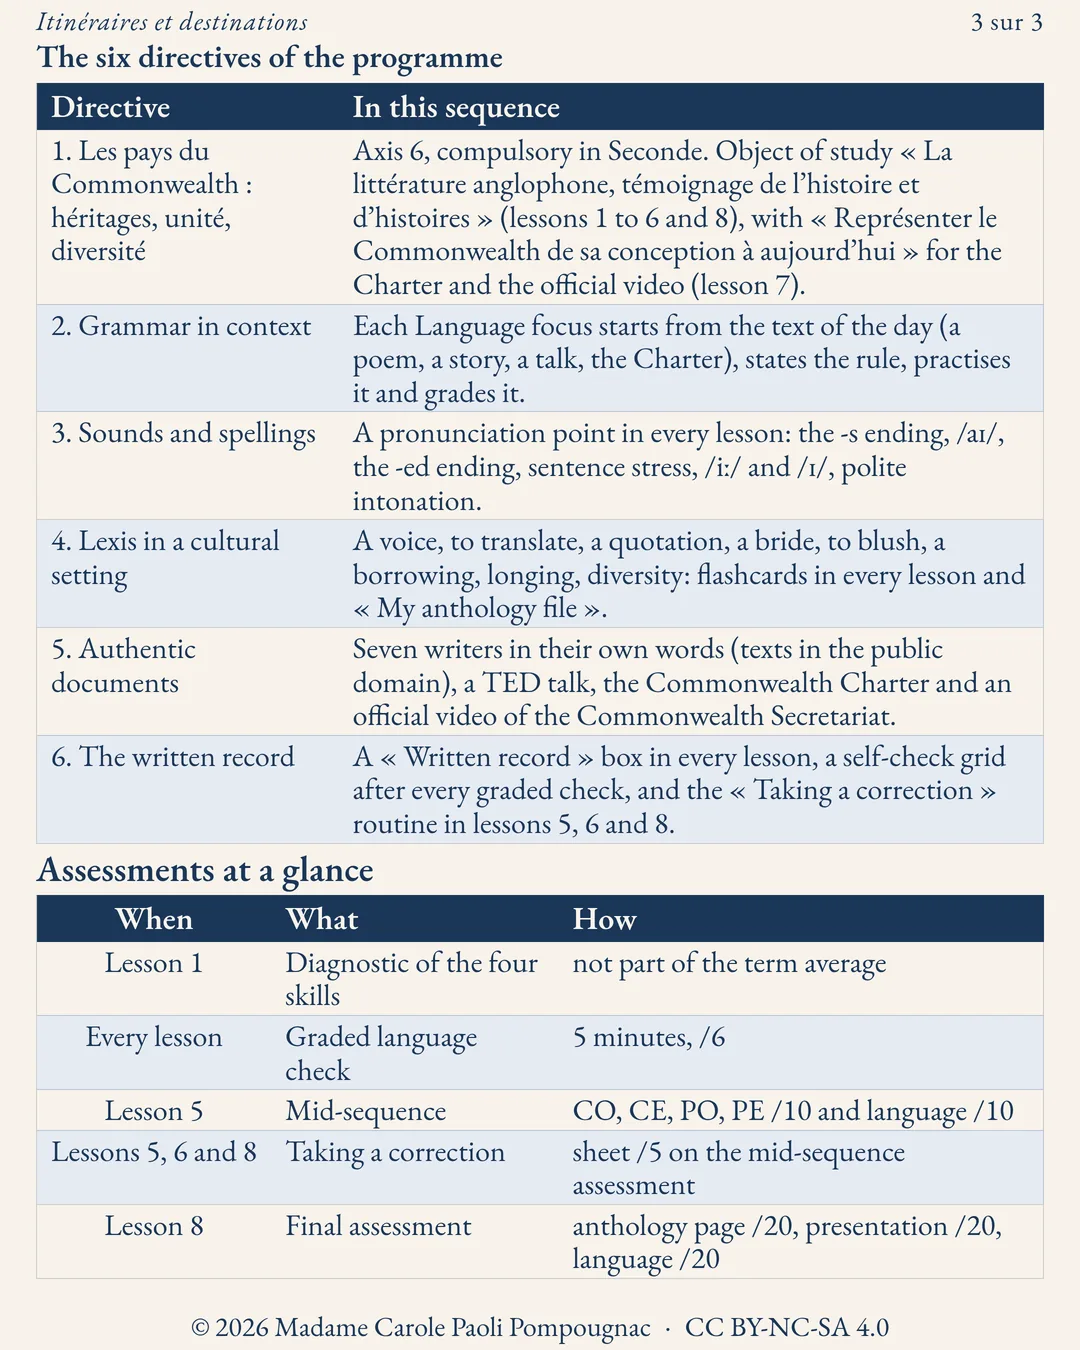 Itinéraires et destinations
3 sur 3
The six directives of the programme
Directive
In this sequence
1. Les pays du
Commonwealth :
héritages, unité,
diversité
Axis 6, compulsory in Seconde. Object of study « La
littérature anglophone, témoignage de l’histoire et
d’histoires » (lessons 1 to 6 and 8), with « Représenter le
Commonwealth de sa conception à aujourd’hui » for the
Charter and the official video (lesson 7).
2. Grammar in context
Each Language focus starts from the text of the day (a
poem, a story, a talk, the Charter), states the rule, practises
it and grades it.
3. Sounds and spellings
A pronunciation point in every lesson: the -s ending, /aɪ/,
the -ed ending, sentence stress, /iː/ and /ɪ/, polite
intonation.
4. Lexis in a cultural
setting
A voice, to translate, a quotation, a bride, to blush, a
borrowing, longing, diversity: flashcards in every lesson and
« My anthology file ».
5. Authentic
documents
Seven writers in their own words (texts in the public
domain), a TED talk, the Commonwealth Charter and an
official video of the Commonwealth Secretariat.
6. The written record
A « Written record » box in every lesson, a self-check grid
after every graded check, and the « Taking a correction »
routine in lessons 5, 6 and 8.
Assessments at a glance
When
What
How
Lesson 1
Diagnostic of the four
skills
not part of the term average
Every lesson
Graded language
check
5 minutes, /6
Lesson 5
Mid-sequence
CO, CE, PO, PE /10 and language /10
Lessons 5, 6 and 8
Taking a correction
sheet /5 on the mid-sequence
assessment
Lesson 8
Final assessment
anthology page /20, presentation /20,
language /20
© 2026 Madame Carole Paoli Pompougnac · CC BY-NC-SA 4.0